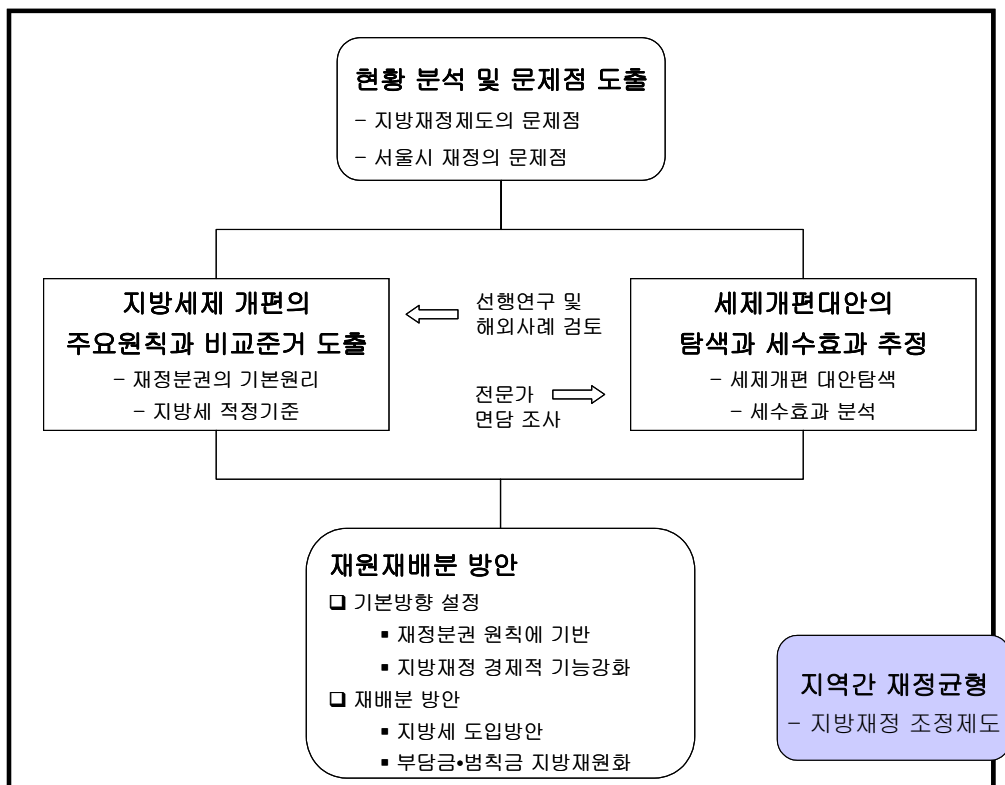 현황 분석 및 문제점 도출
– 지방재정제도의 문제점
– 서울시 재정의 문제점
지방세제 개편의
주요원칙과 비교준거 도출
– 재정분권의 기본원리
– 지방세 적정기준
선행연구 및
해외사례 검토
전문가
면담 조사
세제개편대안의
탐색과 세수효과 추정
– 세제개편 대안탐색
– 세수효과 분석
재원재배분 방안
❑ 기본방향 설정
▪ 재정분권 원칙에 기반
▪ 지방재정 경제적 기능강화
❑ 재배분 방안
▪ 지방세 도입방안
▪ 부담금•범칙금 지방재원화
지역간 재정균형
– 지방재정 조정제도